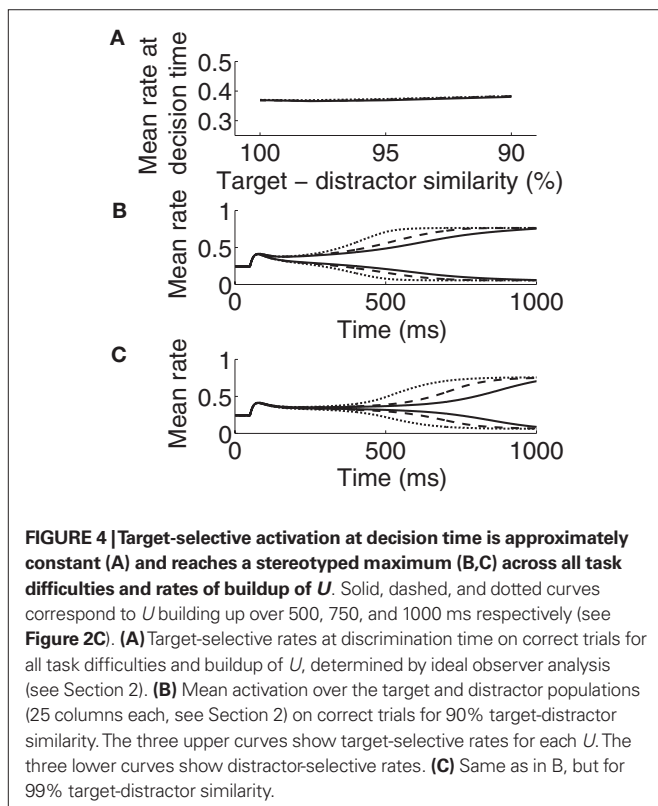 A
Mean rate at
decision time
0.5
0.4
0.3
100
95
90
Target – distractor similarity (%)
B
Mean rate
1
0.5
0
0
500
1000
Time (ms)
C
Mean rate
1
0.5
0
0
500
1000
Time (ms)
FIGURE 4 | Target-selective activation at decision time is approximately
constant (A) and reaches a stereotyped maximum (B,C) across all task
difficulties and rates of buildup of U. Solid, dashed, and dotted curves
correspond to U building up over 500, 750, and 1000 ms respectively (see
Figure 2C). (A) Target-selective rates at discrimination time on correct trials for
all task difficulties and buildup of U, determined by ideal observer analysis
(see Section 2). (B) Mean activation over the target and distractor populations
(25 columns each, see Section 2) on correct trials for 90% target-distractor
similarity. The three upper curves show target-selective rates for each U. The
three lower curves show distractor-selective rates. (C) Same as in B, but for
99% target-distractor similarity.